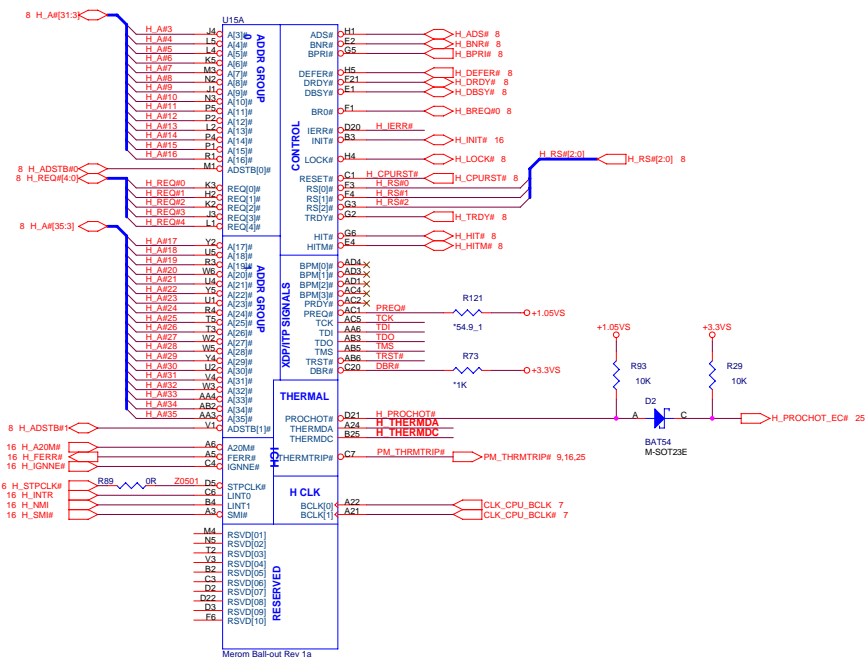 U15A
8 H_A#[31:3]
H_A#3 J4 A[3]#
H_A#4 L5 A[4]#
H_A#5 L4 A[5]#
H_A#6 K5 A[6]#
H_A#7 M3 A[7]#
H_A#8 N2 A[8]#
H_A#9 J1 A[9]#
H_A#10 N3 A[10]#
H_A#11 P5 A[11]#
H_A#12 P2 A[12]#
H_A#13 L2 A[13]#
H_A#14 P4 A[14]#
H_A#15 P1 A[15]#
H_A#16 R1 A[16]#
8 H_ADSTB#0 M1 ADSTB[0]#
8 H_REQ#[4:0]
H_REQ#0 K3 REQ[0]#
H_REQ#1 H2 REQ[1]#
H_REQ#2 K2 REQ[2]#
H_REQ#3 J3 REQ[3]#
H_REQ#4 L1 REQ[4]#
8 H_A#[35:3]
H_A#17 Y2 A[17]#
H_A#18 U5 A[18]#
H_A#19 R3 A[19]#
H_A#20 W6 A[20]#
H_A#21 U4 A[21]#
H_A#22 Y5 A[22]#
H_A#23 U1 A[23]#
H_A#24 R4 A[24]#
H_A#25 T5 A[25]#
H_A#26 T3 A[26]#
H_A#27 W2 A[27]#
H_A#28 W5 A[28]#
H_A#29 Y4 A[29]#
H_A#30 U2 A[30]#
H_A#31 V4 A[31]#
H_A#32 W3 A[32]#
H_A#33 AA4 A[33]#
H_A#34 AB2 A[34]#
H_A#35 AA3 A[35]#
8 H_ADSTB#1 V1 ADSTB[1]#
16 H_A20M# A6 A20M#
16 H_FERR# A5 FERR#
16 H_IGNNE# C4 IGNNE#
6 H_STPCLK# R89 0R Z0501 D5 STPCLK#
16 H_INTR C6 LINT0
16 H_NMI B4 LINT1
16 H_SMI# A3 SMI#
M4 RSVD[01]
N5 RSVD[02]
T2 RSVD[03]
V3 RSVD[04]
B2 RSVD[05]
C3 RSVD[06]
D2 RSVD[07]
D22 RSVD[08]
D3 RSVD[09]
F6 RSVD[10]
ADDR GROUP
0
ADDR GROUP
ICH
RESERVED
CONTROL
XDP/ITP SIGNALS
THERMAL
H CLK
ADS# H1 H_ADS# 8
BNR# E2 H_BNR# 8
BPRI# G5 H_BPRI# 8
DEFER# H5 H_DEFER# 8
DRDY# F21 H_DRDY# 8
DBSY# E1 H_DBSY# 8
BR0# F1 H_BREQ#0 8
IERR# D20 H_IERR#
INIT# B3 H_INIT# 16
LOCK# H4 H_LOCK# 8
RESET# C1 H_CPURST# H_CPURST# 8
RS[0]# F3 H_RS#0
RS[1]# F4 H_RS#1
RS[2]# G3 H_RS#2
H_RS#[2:0] H_RS#[2:0] 8
TRDY# G2 H_TRDY# 8
HIT# G6 H_HIT# 8
HITM# E4 H_HITM# 8
BPM[0]# AD4
BPM[1]# AD3
BPM[2]# AD1
BPM[3]# AC4
PRDY# AC2
PREQ# AC1 PREQ# R121 *54.9_1 +1.05VS
TCK AC5 TCK
TDI AA6 TDI
TDO AB3 TDO
TMS AB5 TMS
TRST# AB6 TRST#
DBR# C20 DBR# R73 *1K +3.3VS
+1.05VS +3.3VS
R93 10K
R29 10K
PROCHOT# D21 H_PROCHOT#
D2 A C
BAT54
M-SOT23E
H_PROCHOT_EC# 25
THERMDA A24 H_THERMDA
THERMDC B25 H_THERMDC
THERMTRIP# C7 PM_THRMTRIP# PM_THRMTRIP# 9,16,25
BCLK[0] A22 CLK_CPU_BCLK 7
BCLK[1] A21 CLK_CPU_BCLK# 7
Merom Ball-out Rev 1a